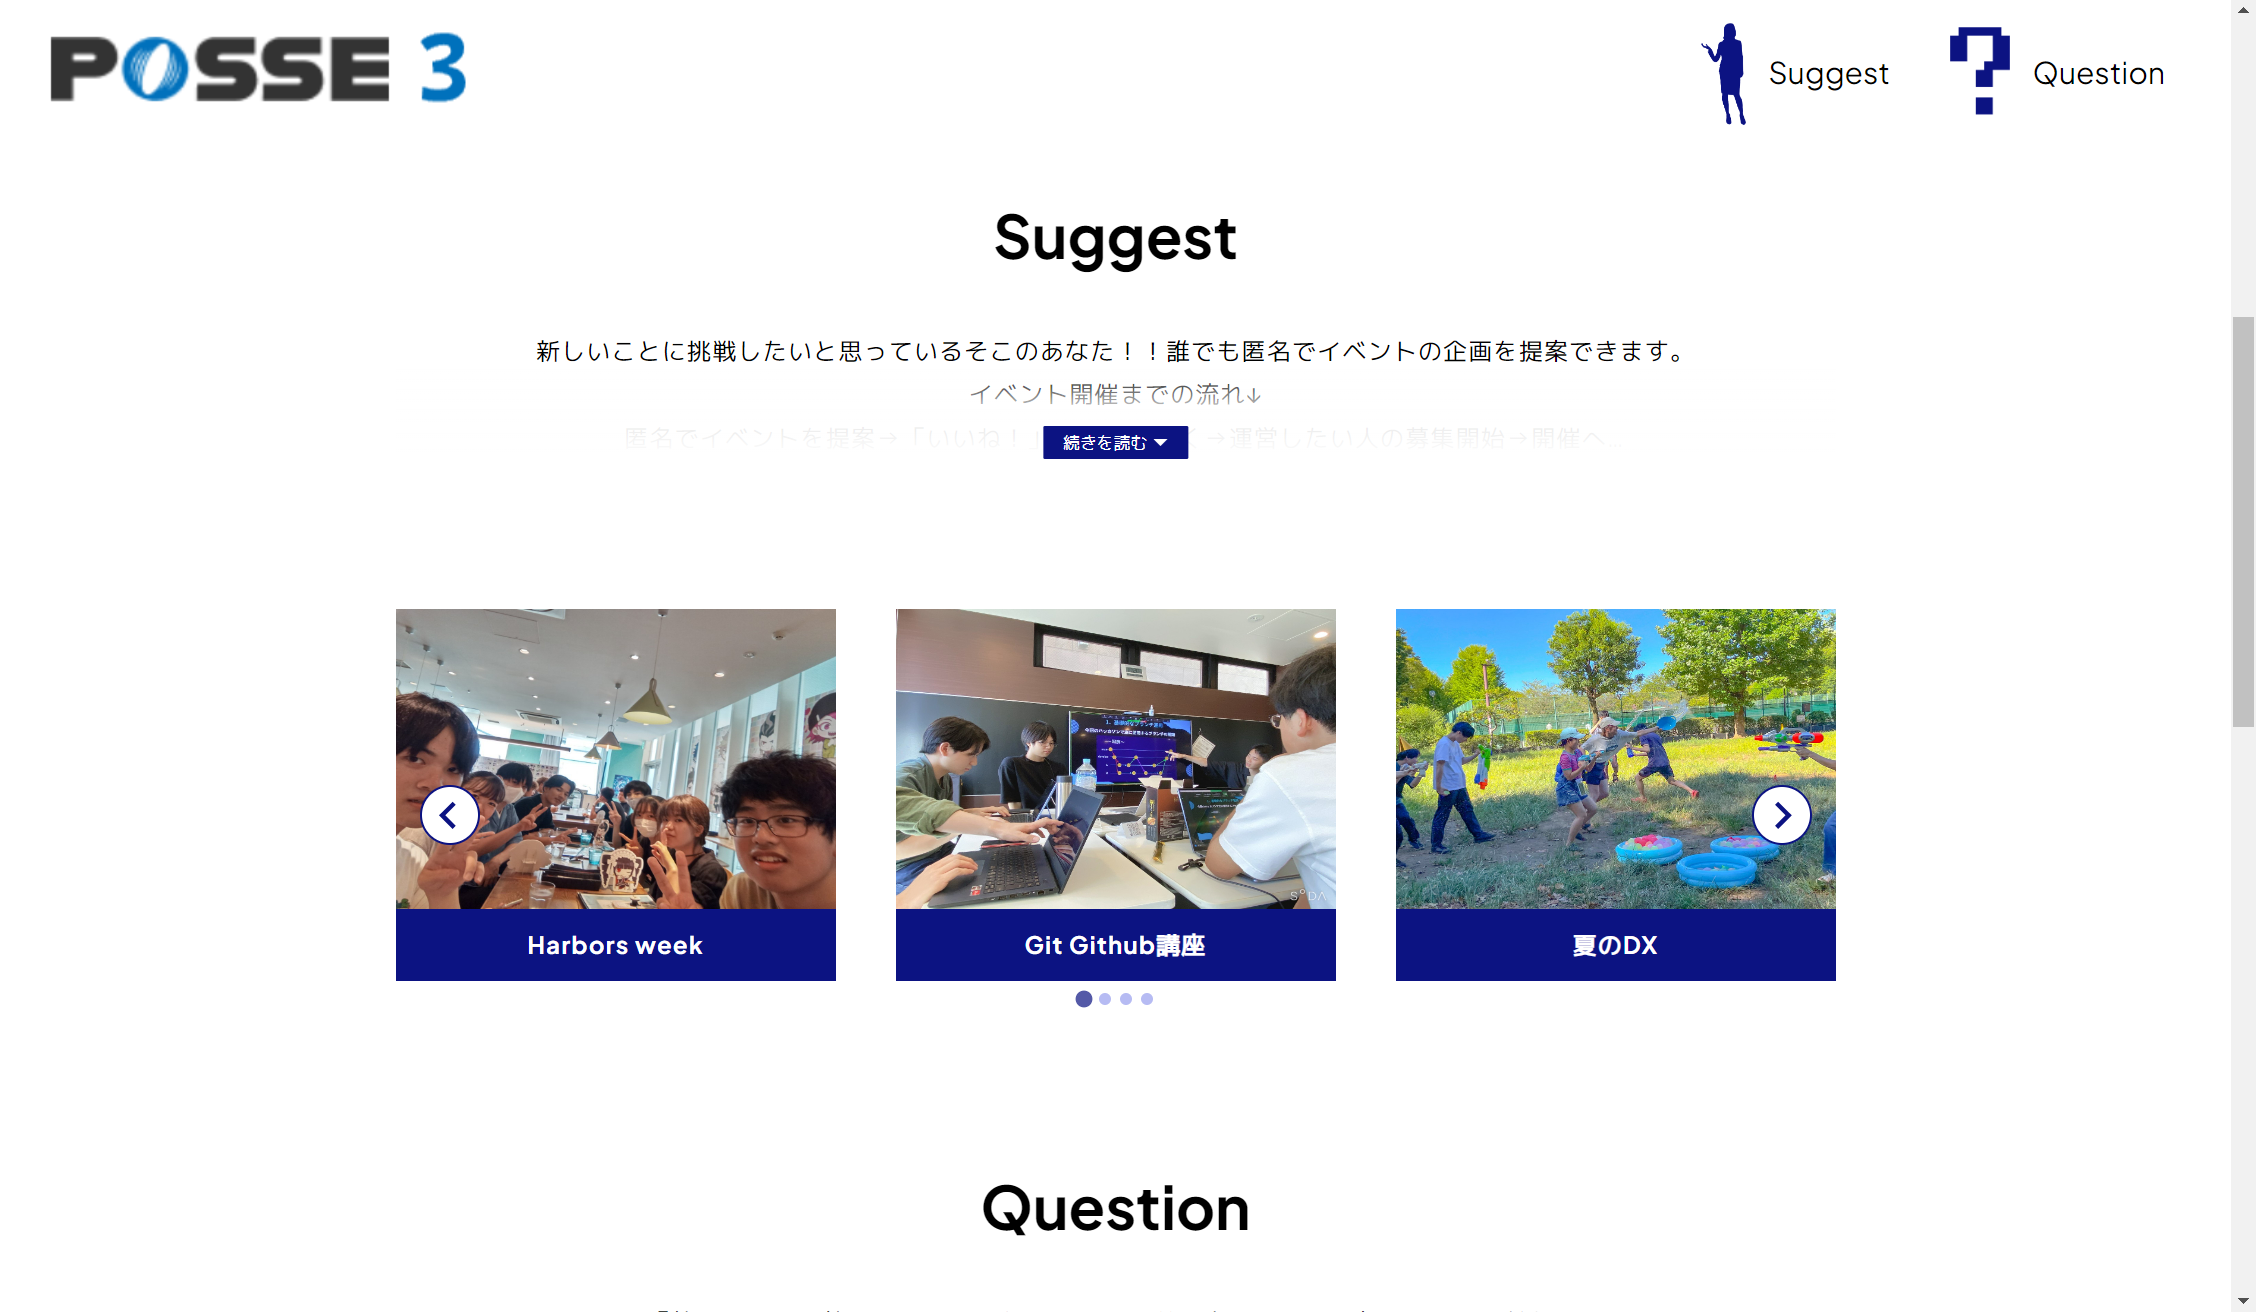 POSSE 3
Suggest
Question
Suggest
新しいことに挑戦したいと思っているそこのあなた！！誰でも匿名でイベントの企画を提案できます。
イベント開催までの流れ↓
匿名でイベントを提案→「いいね！」
→運営したい人の募集開始→開催へ…
続きを読む
Harbors week
Git Github講座
夏のDX
Question